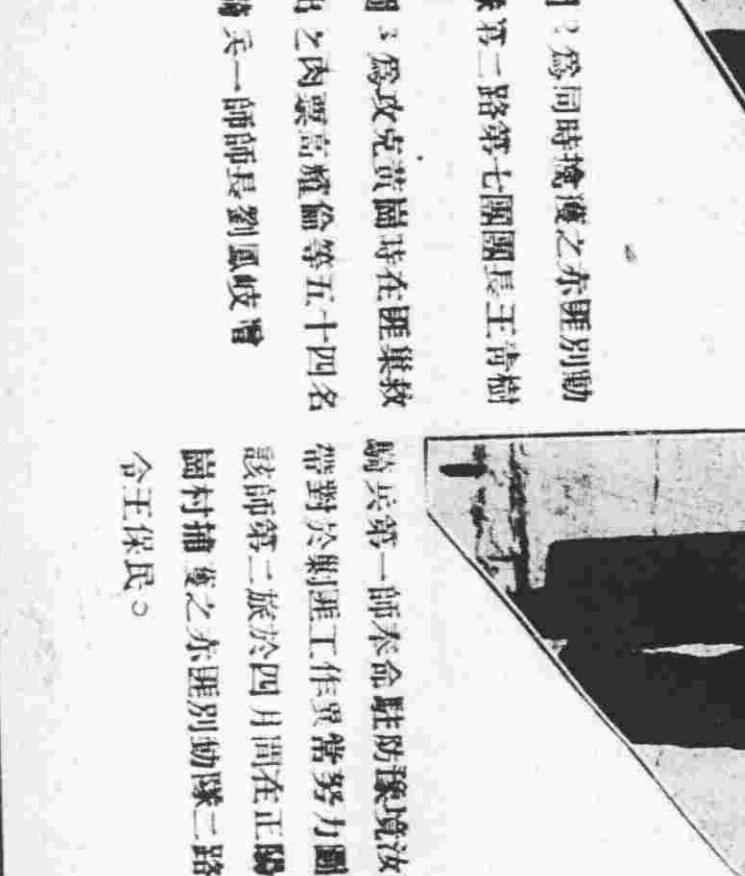 2爲同時擒獲之赤匪別動
隊第二路第七團團長王青樹
圖3爲攻克黃崗時在匪巢救
出之肉票高耀倫等五十四名
騎兵一師師長劉鳳岐贈
騎兵第一師奉命駐防豫境汝
帶對於剿匪工作異常努力圖
該師第二旅於四月間在正陽
崗村捕獲之赤匪別動隊二路
令王保民。